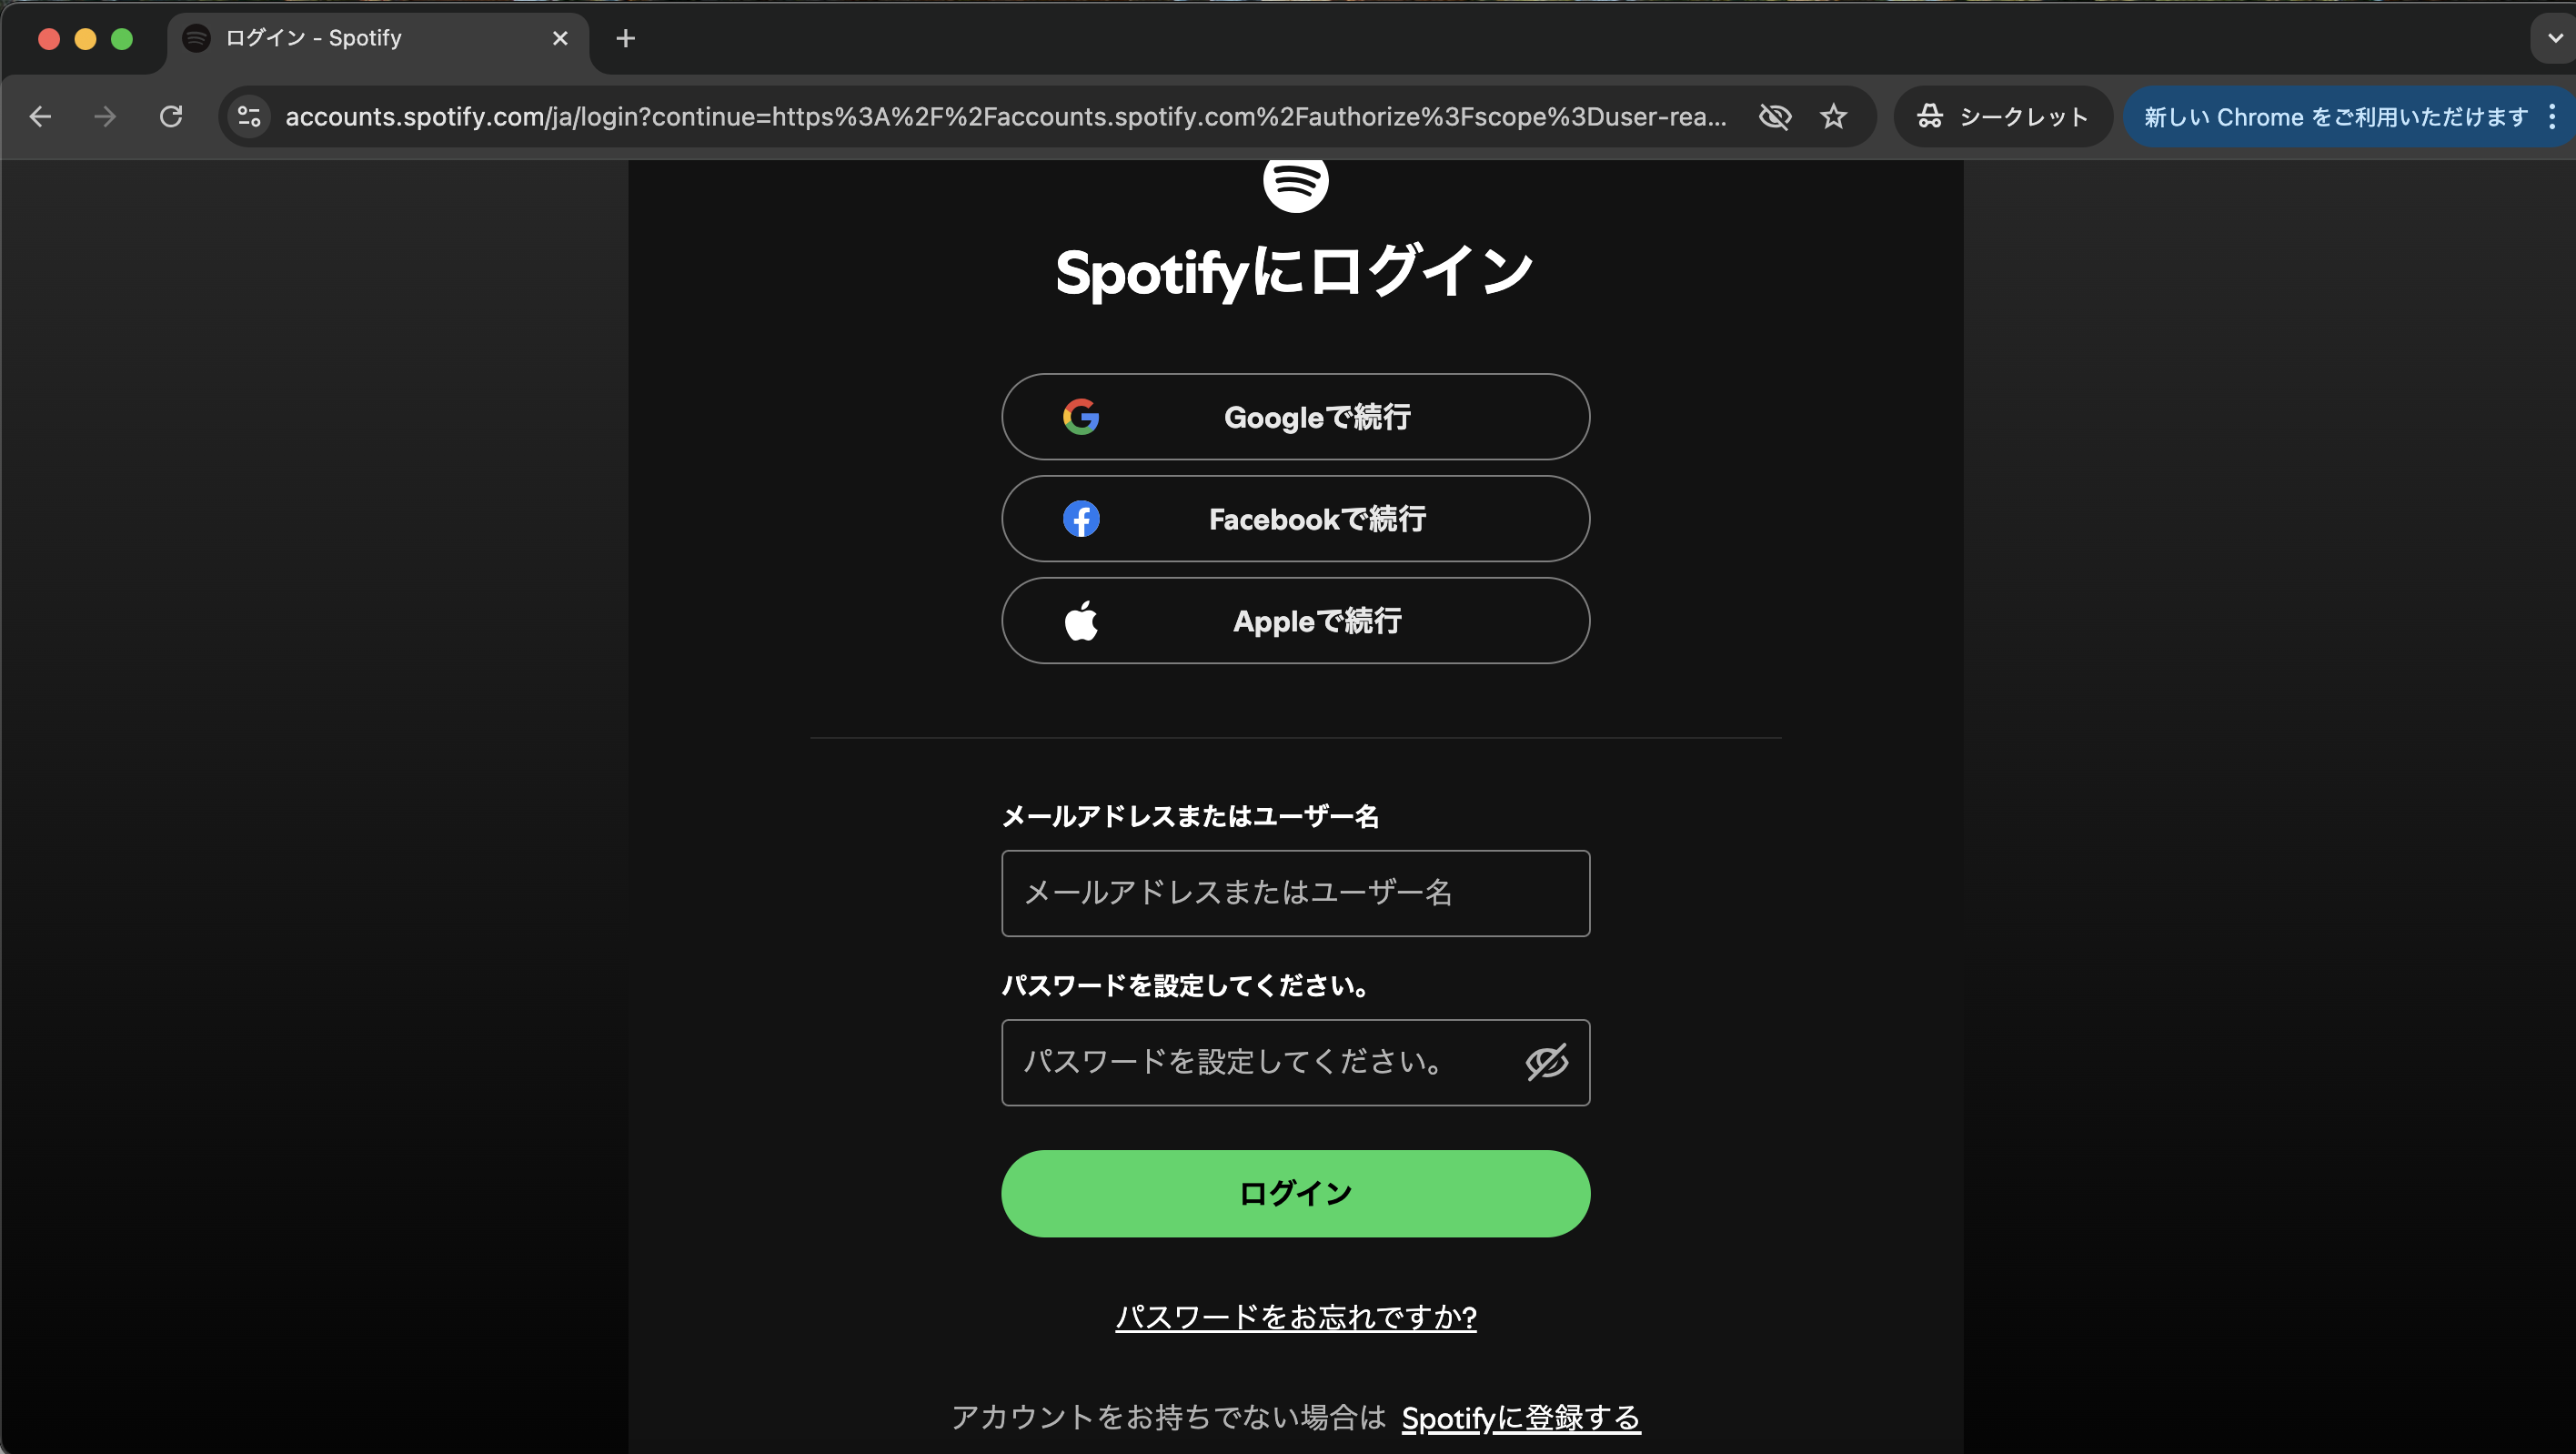 ログイン - Spotify
accounts.spotify.com/ja/login?continue=https%3A%2F%2Faccounts.spotify.com%2Fauthorize%3Fscope%3Duser-rea...
シークレット
新しい Chrome をご利用いただけます
Spotifyにログイン
Googleで続行
Facebookで続行
Appleで続行
メールアドレスまたはユーザー名
メールアドレスまたはユーザー名
パスワードを設定してください。
パスワードを設定してください。
ログイン
パスワードをお忘れですか?
アカウントをお持ちでない場合は Spotifyに登録する